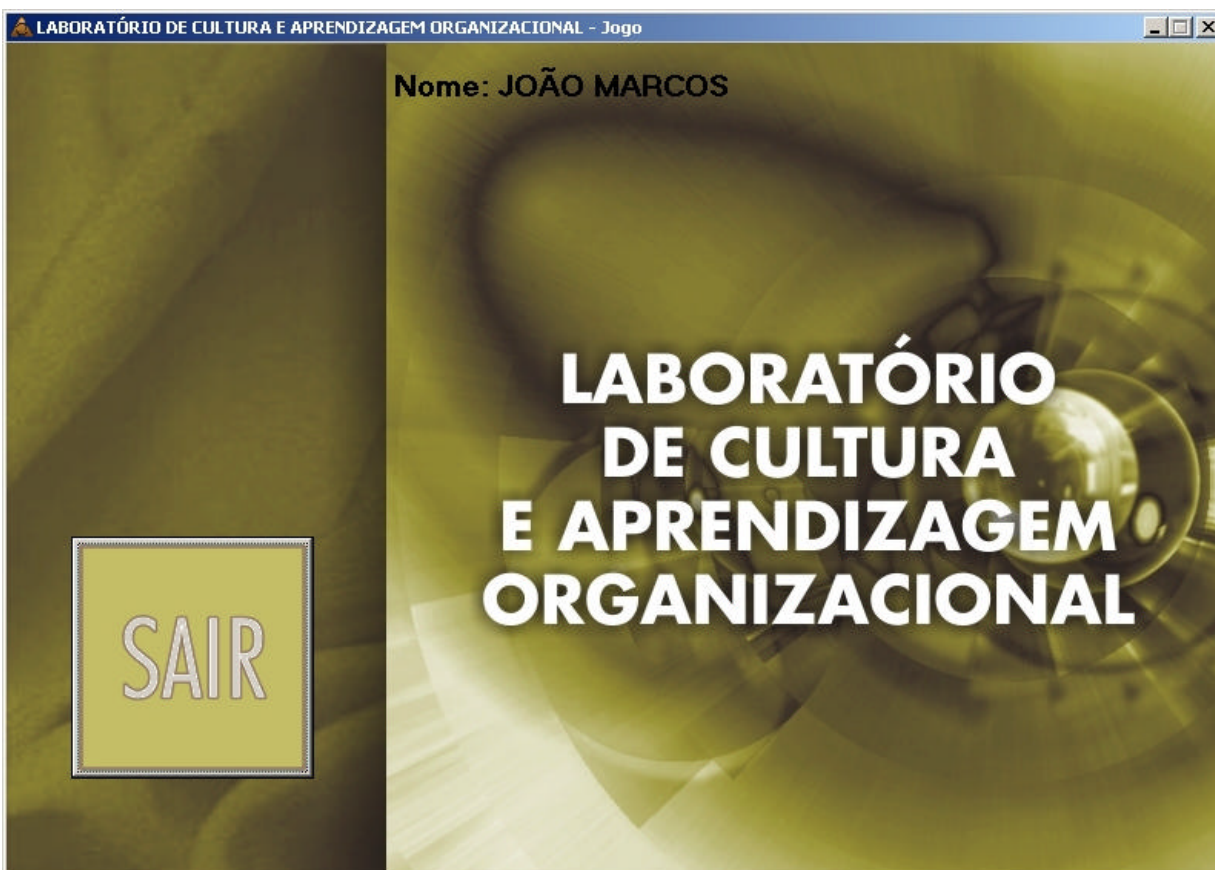 LABORATÓRIO DE CULTURA E APRENDIZAGEM ORGANIZACIONAL - Jogo
Nome: JOÃO MARCOS
LABORATÓRIO
DE CULTURA
E APRENDIZAGEM
ORGANIZACIONAL
SAIR